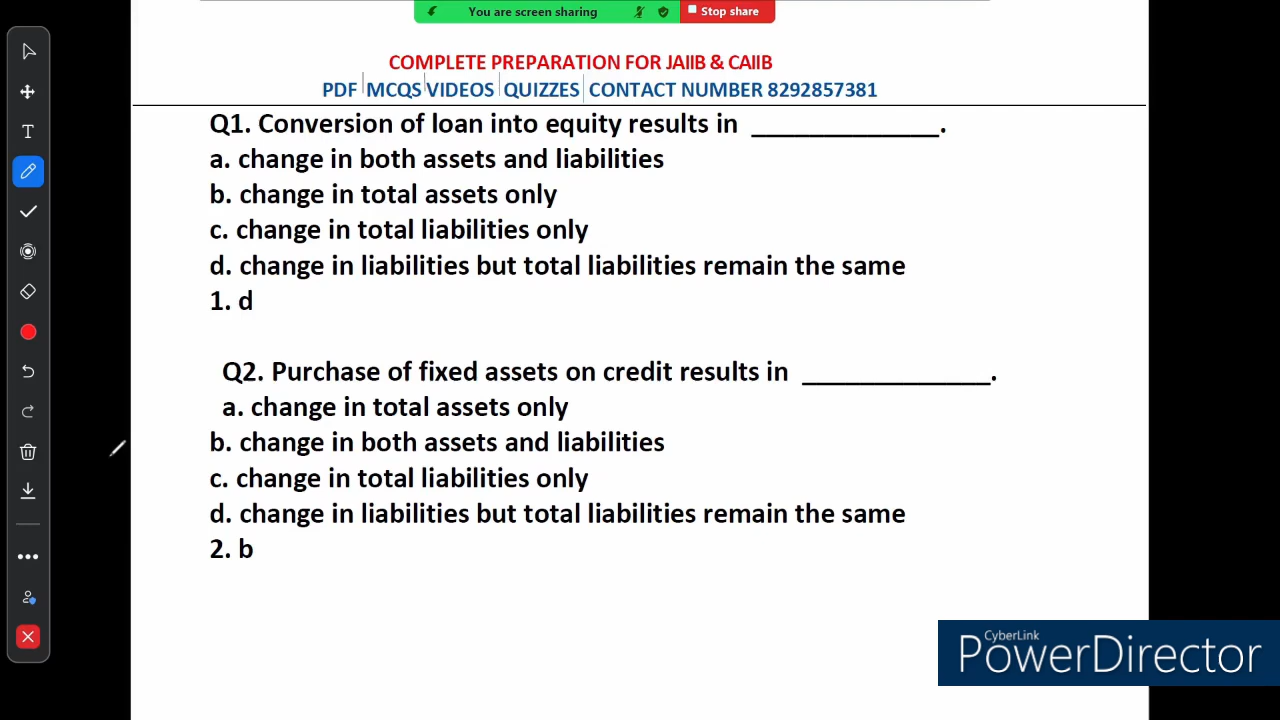 You are screen sharing Stop share
COMPLETE PREPARATION FOR JAIIB & CAIIB
PDF MCQS VIDEOS QUIZZES CONTACT NUMBER 8292857381
Q1. Conversion of loan into equity results in ______________.
a. change in both assets and liabilities
b. change in total assets only
c. change in total liabilities only
d. change in liabilities but total liabilities remain the same
1. d
Q2. Purchase of fixed assets on credit results in ______________.
a. change in total assets only
b. change in both assets and liabilities
c. change in total liabilities only
d. change in liabilities but total liabilities remain the same
2. b
T
CyberLink
PowerDirector